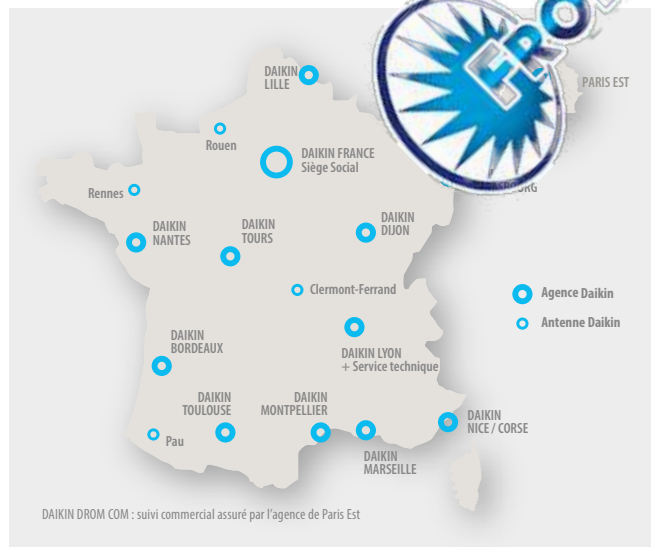 DAIKIN
LILLE
PARIS EST
Rouen
DAIKIN FRANCE
Siège Social
Rennes
DAIKIN
NANTES
DAIKIN
TOURS
DAIKIN
DIJON
Clermont-Ferrand
Agence Daikin
Antenne Daikin
DAIKIN
BORDEAUX
DAIKIN LYON
+ Service technique
DAIKIN
TOULOUSE
DAIKIN
MONTPELLIER
DAIKIN
NICE / CORSE
Pau
DAIKIN
MARSEILLE
DAIKIN DROM COM : suivi commercial assuré par l'agence de Paris Est